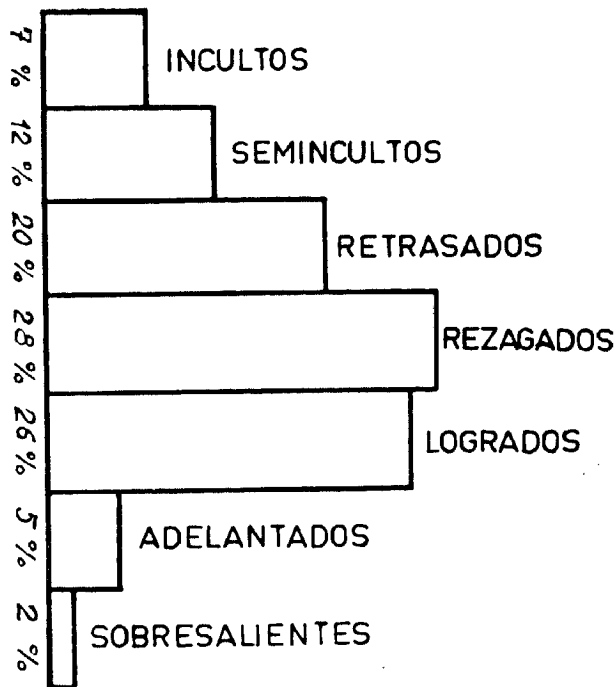 7 % INCULTOS
12 % SEMINCULTOS
20 % RETRASADOS
28 % REZAGADOS
26 % LOGRADOS
5 % ADELANTADOS
2 % SOBRESALIENTES